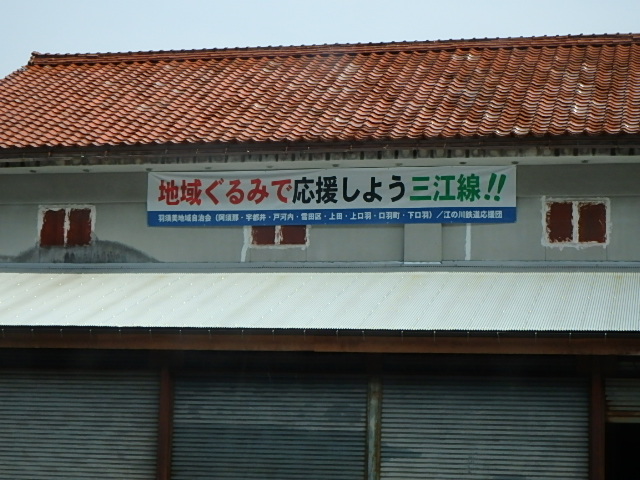 地域ぐるみで応援しよう三江線!!
羽須美地域自治会（阿須那・宇都井・戸河内・雪田区・上田・上口羽・口羽町・下口羽）／江の川鉄道応援団